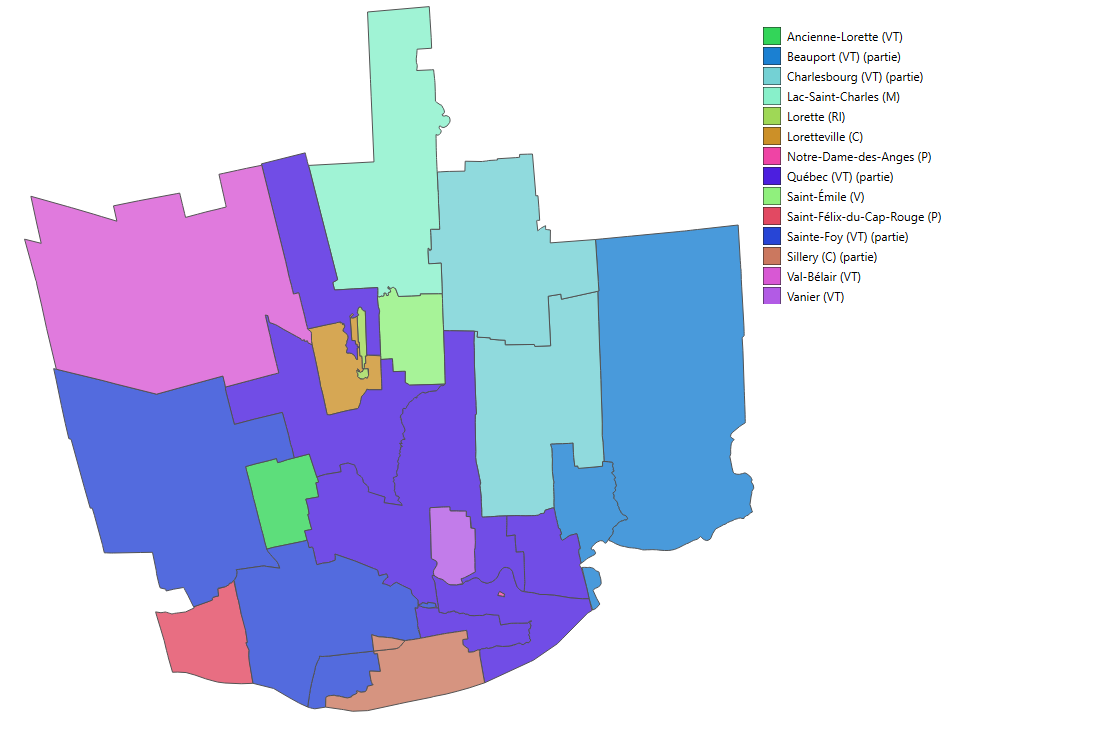 Ancienne-Lorette (VT)
Beauport (VT) (partie)
Charlesbourg (VT) (partie)
Lac-Saint-Charles (M)
Lorette (RI)
Loretteville (C)
Notre-Dame-des-Anges (P)
Québec (VT) (partie)
Saint-Émile (V)
Saint-Félix-du-Cap-Rouge (P)
Sainte-Foy (VT) (partie)
Sillery (C) (partie)
Val-Bélair (VT)
Vanier (VT)